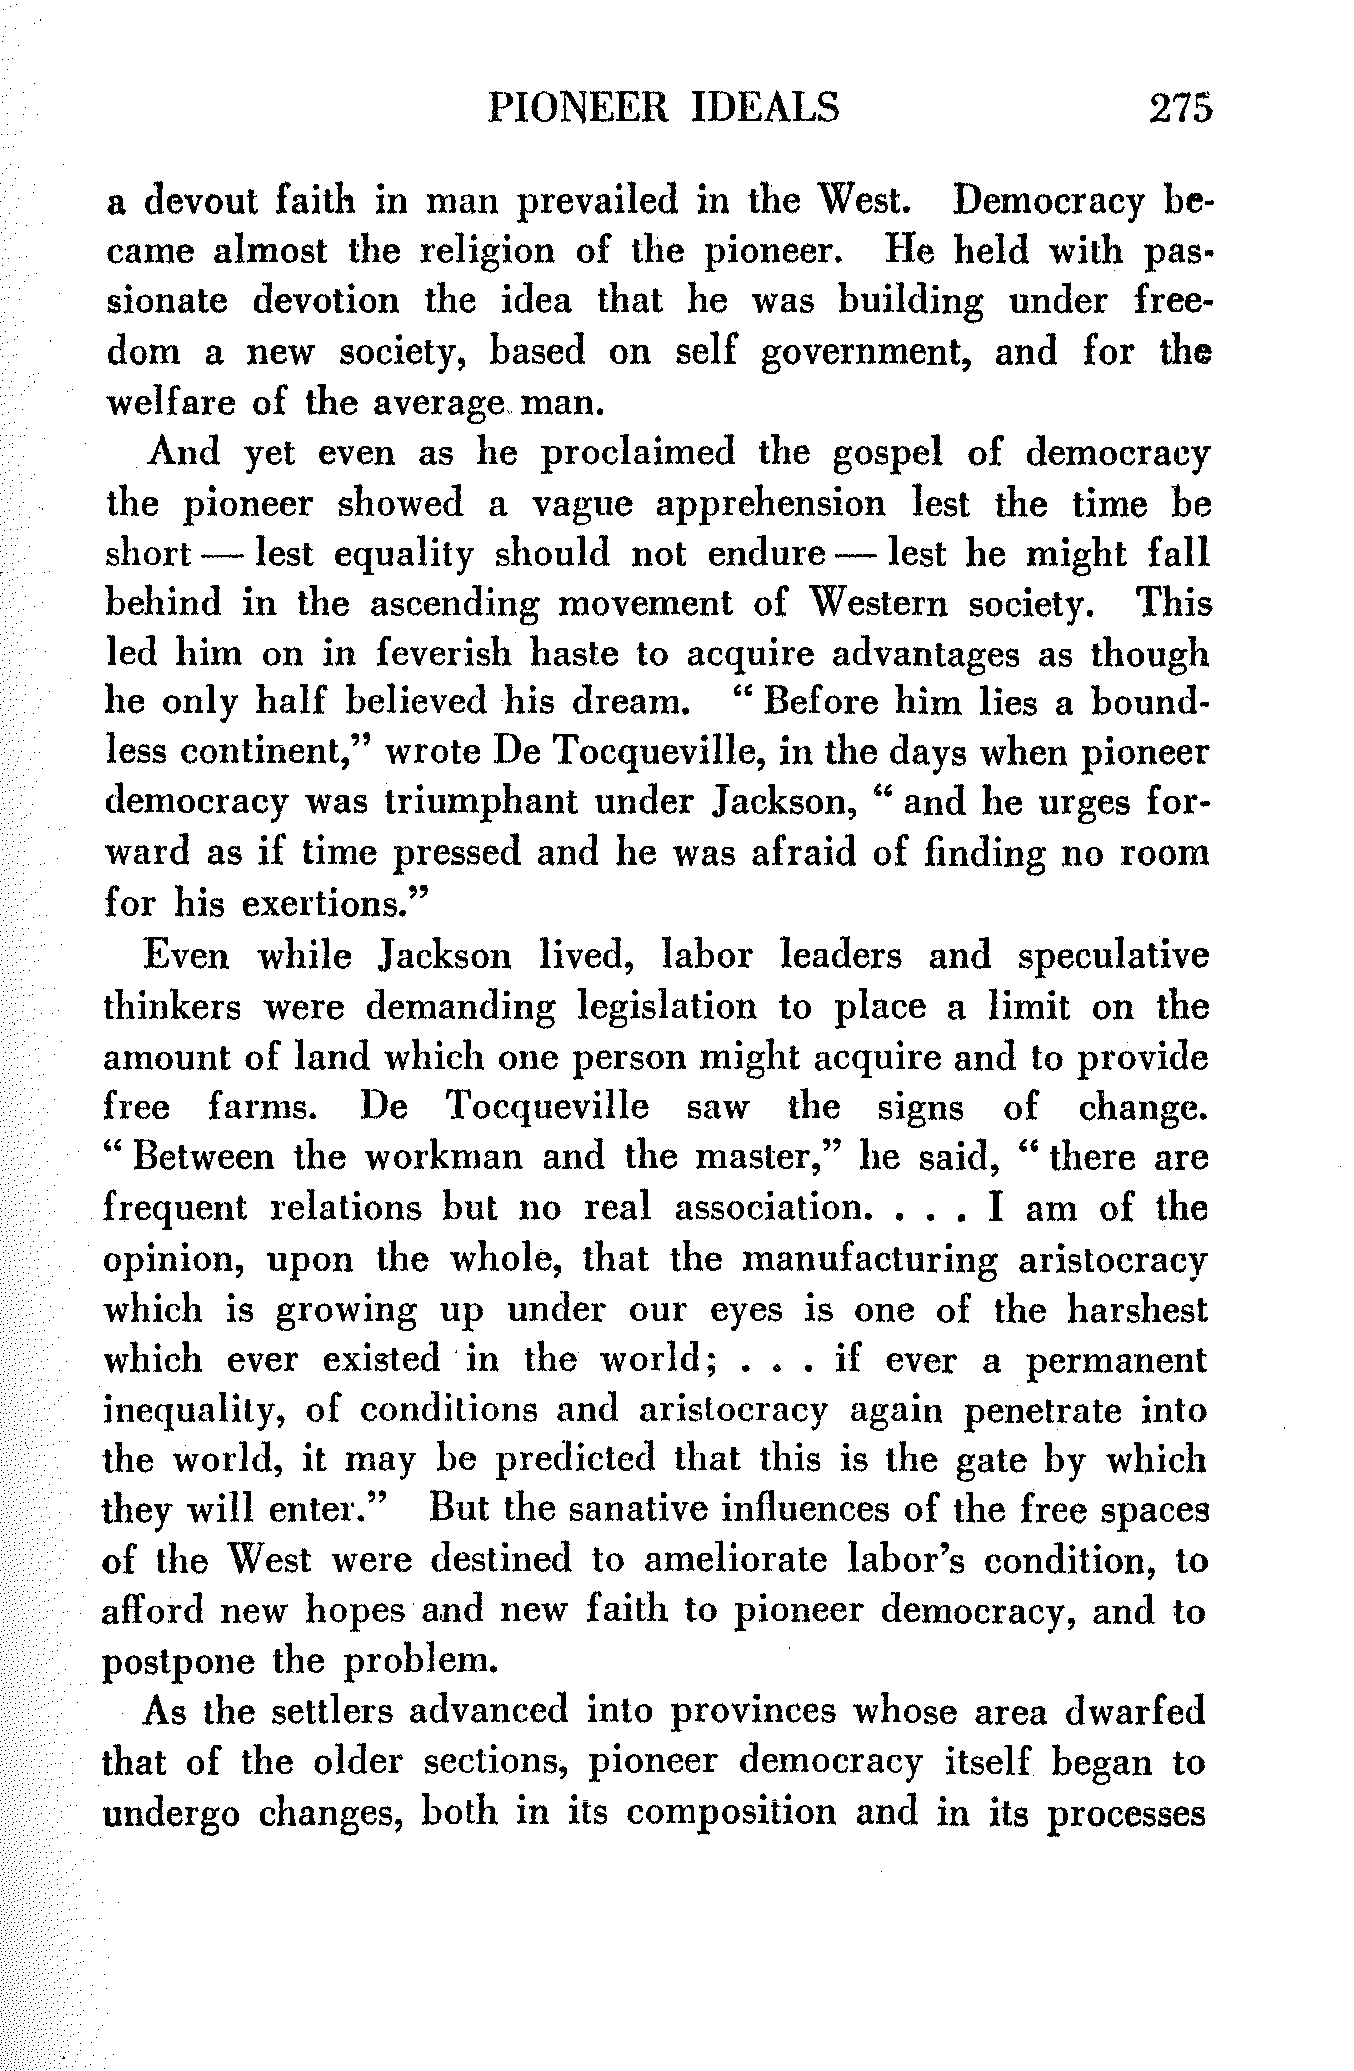 PIONEER IDEALS 275
a devout faith in man prevailed in the West. Democracy be-
came almost the religion of the pioneer. He held with pas-
sionate devotion the idea that he was building under free-
dom a new society, based on self government, and for the
welfare of the average man.
And yet even as he proclaimed the gospel of democracy
the pioneer showed a vague apprehension lest the time be
short — lest equality should not endure — lest he might fall
behind in the ascending movement of Western society. This
led him on in feverish haste to acquire advantages as though
he only half believed his dream. “ Before him lies a bound-
less continent,” wrote De Tocqueville, in the days when pioneer
democracy was triumphant under Jackson, “ and he urges for-
ward as if time pressed and he was afraid of finding no room
for his exertions.”
Even while Jackson lived, labor leaders and speculative
thinkers were demanding legislation to place a limit on the
amount of land which one person might acquire and to provide
free farms. De Tocqueville saw the signs of change.
“ Between the workman and the master,” he said, “ there are
frequent relations but no real association. . . . I am of the
opinion, upon the whole, that the manufacturing aristocracy
which is growing up under our eyes is one of the harshest
which ever existed in the world; . . . if ever a permanent
inequality, of conditions and aristocracy again penetrate into
the world, it may be predicted that this is the gate by which
they will enter.” But the sanative influences of the free spaces
of the West were destined to ameliorate labor’s condition, to
afford new hopes and new faith to pioneer democracy, and to
postpone the problem.
As the settlers advanced into provinces whose area dwarfed
that of the older sections, pioneer democracy itself began to
undergo changes, both in its composition and in its processes